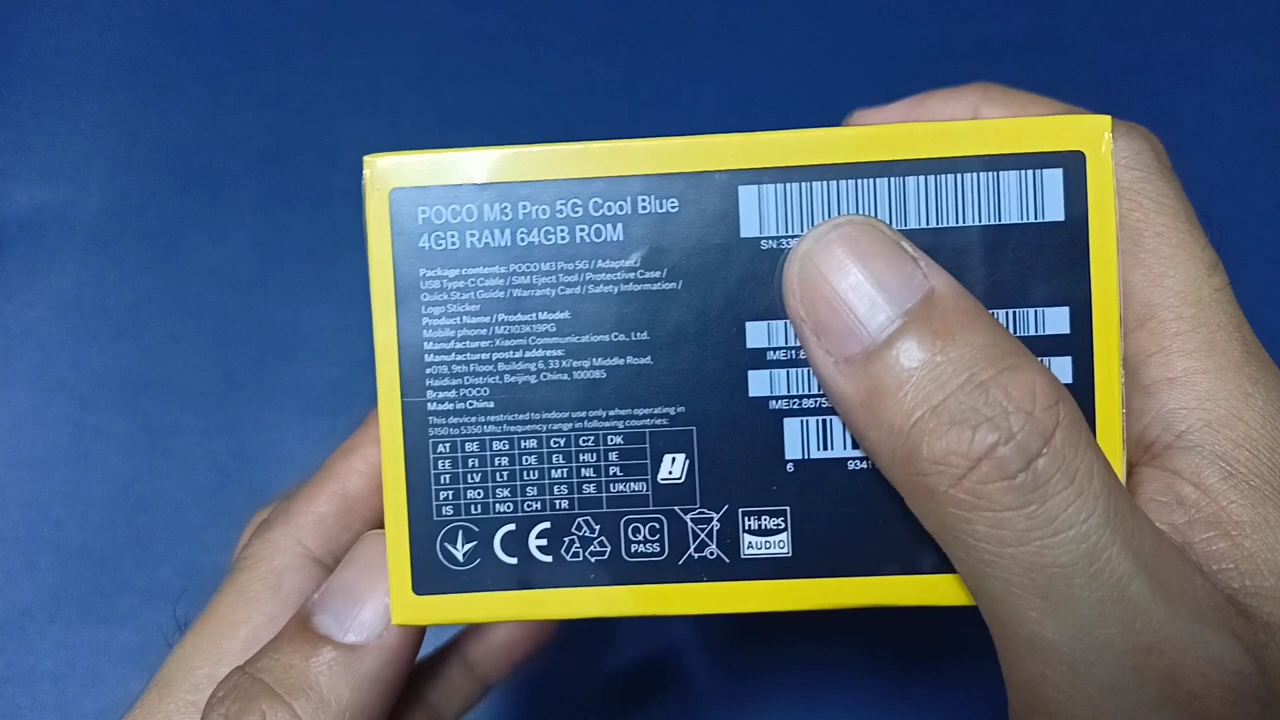 POCO M3 Pro 5G Cool Blue
4GB RAM 64GB ROM
Package contents: POCO M3 Pro 5G / Adapter /
USB Type-C Cable / SIM Eject Tool / Protective Case /
Quick Start Guide / Warranty Card / Safety Information /
Logo Sticker
Product Name / Product Model:
Mobile phone / M2103K19PG
Manufacturer: Xiaomi Communications Co., Ltd.
Manufacturer postal address:
#019, 9th Floor, Building 6, 33 Xi'erqi Middle Road,
Haidian District, Beijing, China, 100085
Brand: POCO
Made in China
This device is restricted to indoor use only when operating in
5150 to 5350 Mhz frequency range in following countries:
AT BE BG HR CY CZ DK
EE FI FR DE EL HU IE
IT LV LT LU MT NL PL
PT RO SK SI ES SE UK(NI)
IS LI NO CH TR
CE
QC
PASS
Hi-Res
AUDIO
SN:33
IMEI1:8
IMEI2:8675
6 9341